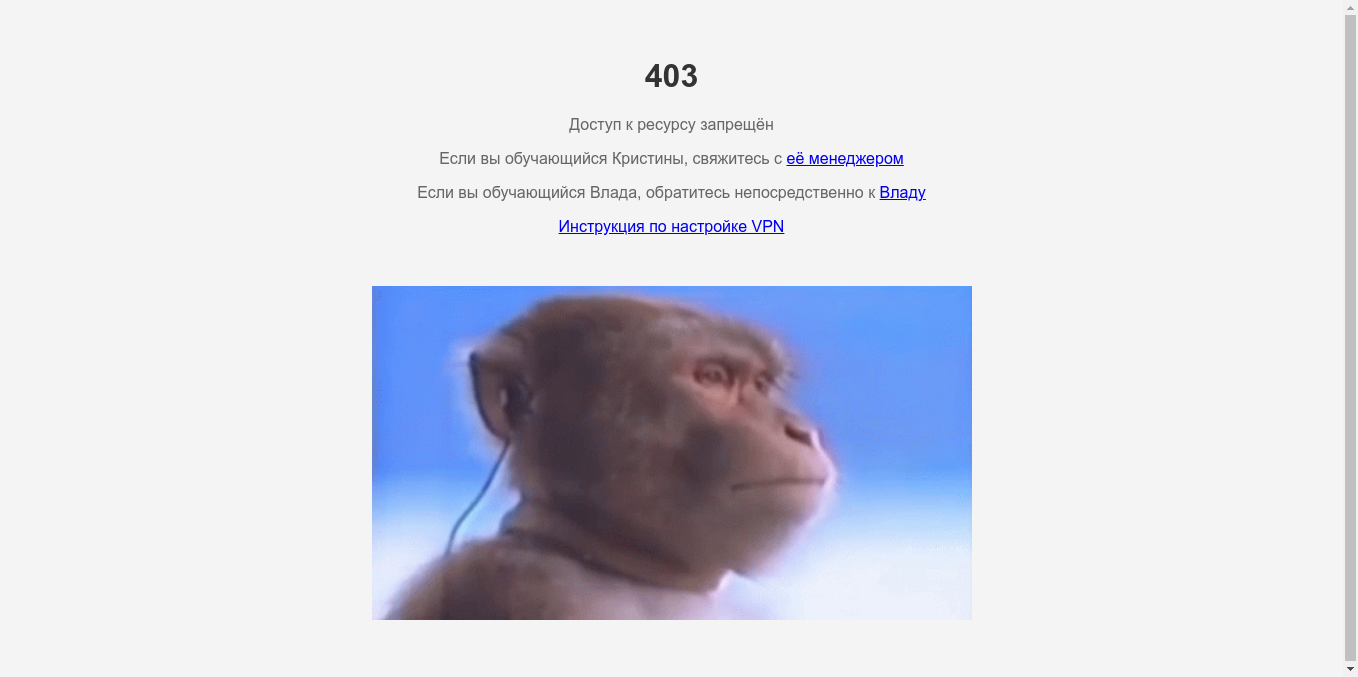 403
Доступ к ресурсу запрещён
Если вы обучающийся Кристины, свяжитесь с её менеджером
Если вы обучающийся Влада, обратитесь непосредственно к Владу
Инструкция по настройке VPN